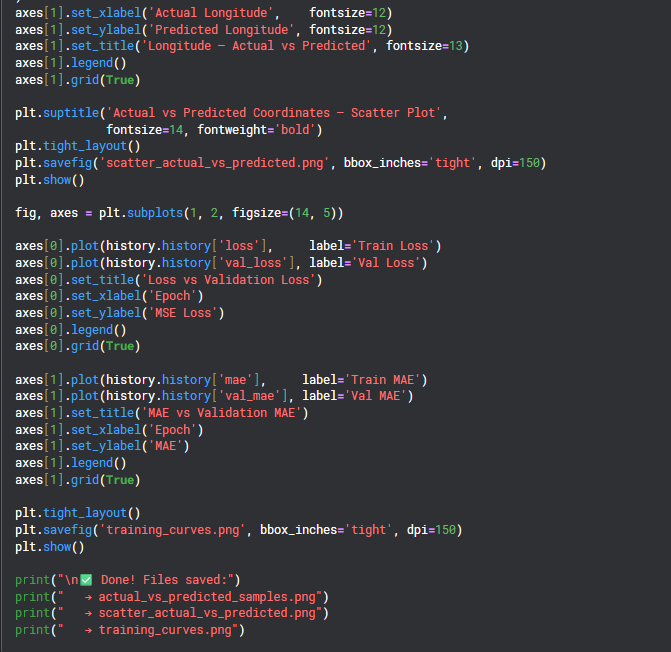 axes[1].set_xlabel('Actual Longitude',    fontsize=12)
axes[1].set_ylabel('Predicted Longitude', fontsize=12)
axes[1].set_title('Longitude — Actual vs Predicted', fontsize=13)
axes[1].legend()
axes[1].grid(True)
plt.suptitle('Actual vs Predicted Coordinates — Scatter Plot',
             fontsize=14, fontweight='bold')
plt.tight_layout()
plt.savefig('scatter_actual_vs_predicted.png', bbox_inches='tight', dpi=150)
plt.show()
fig, axes = plt.subplots(1, 2, figsize=(14, 5))
axes[0].plot(history.history['loss'],     label='Train Loss')
axes[0].plot(history.history['val_loss'], label='Val Loss')
axes[0].set_title('Loss vs Validation Loss')
axes[0].set_xlabel('Epoch')
axes[0].set_ylabel('MSE Loss')
axes[0].legend()
axes[0].grid(True)
axes[1].plot(history.history['mae'],     label='Train MAE')
axes[1].plot(history.history['val_mae'], label='Val MAE')
axes[1].set_title('MAE vs Validation MAE')
axes[1].set_xlabel('Epoch')
axes[1].set_ylabel('MAE')
axes[1].legend()
axes[1].grid(True)
plt.tight_layout()
plt.savefig('training_curves.png', bbox_inches='tight', dpi=150)
plt.show()
print("\n✅ Done! Files saved:")
print("   → actual_vs_predicted_samples.png")
print("   → scatter_actual_vs_predicted.png")
print("   → training_curves.png")